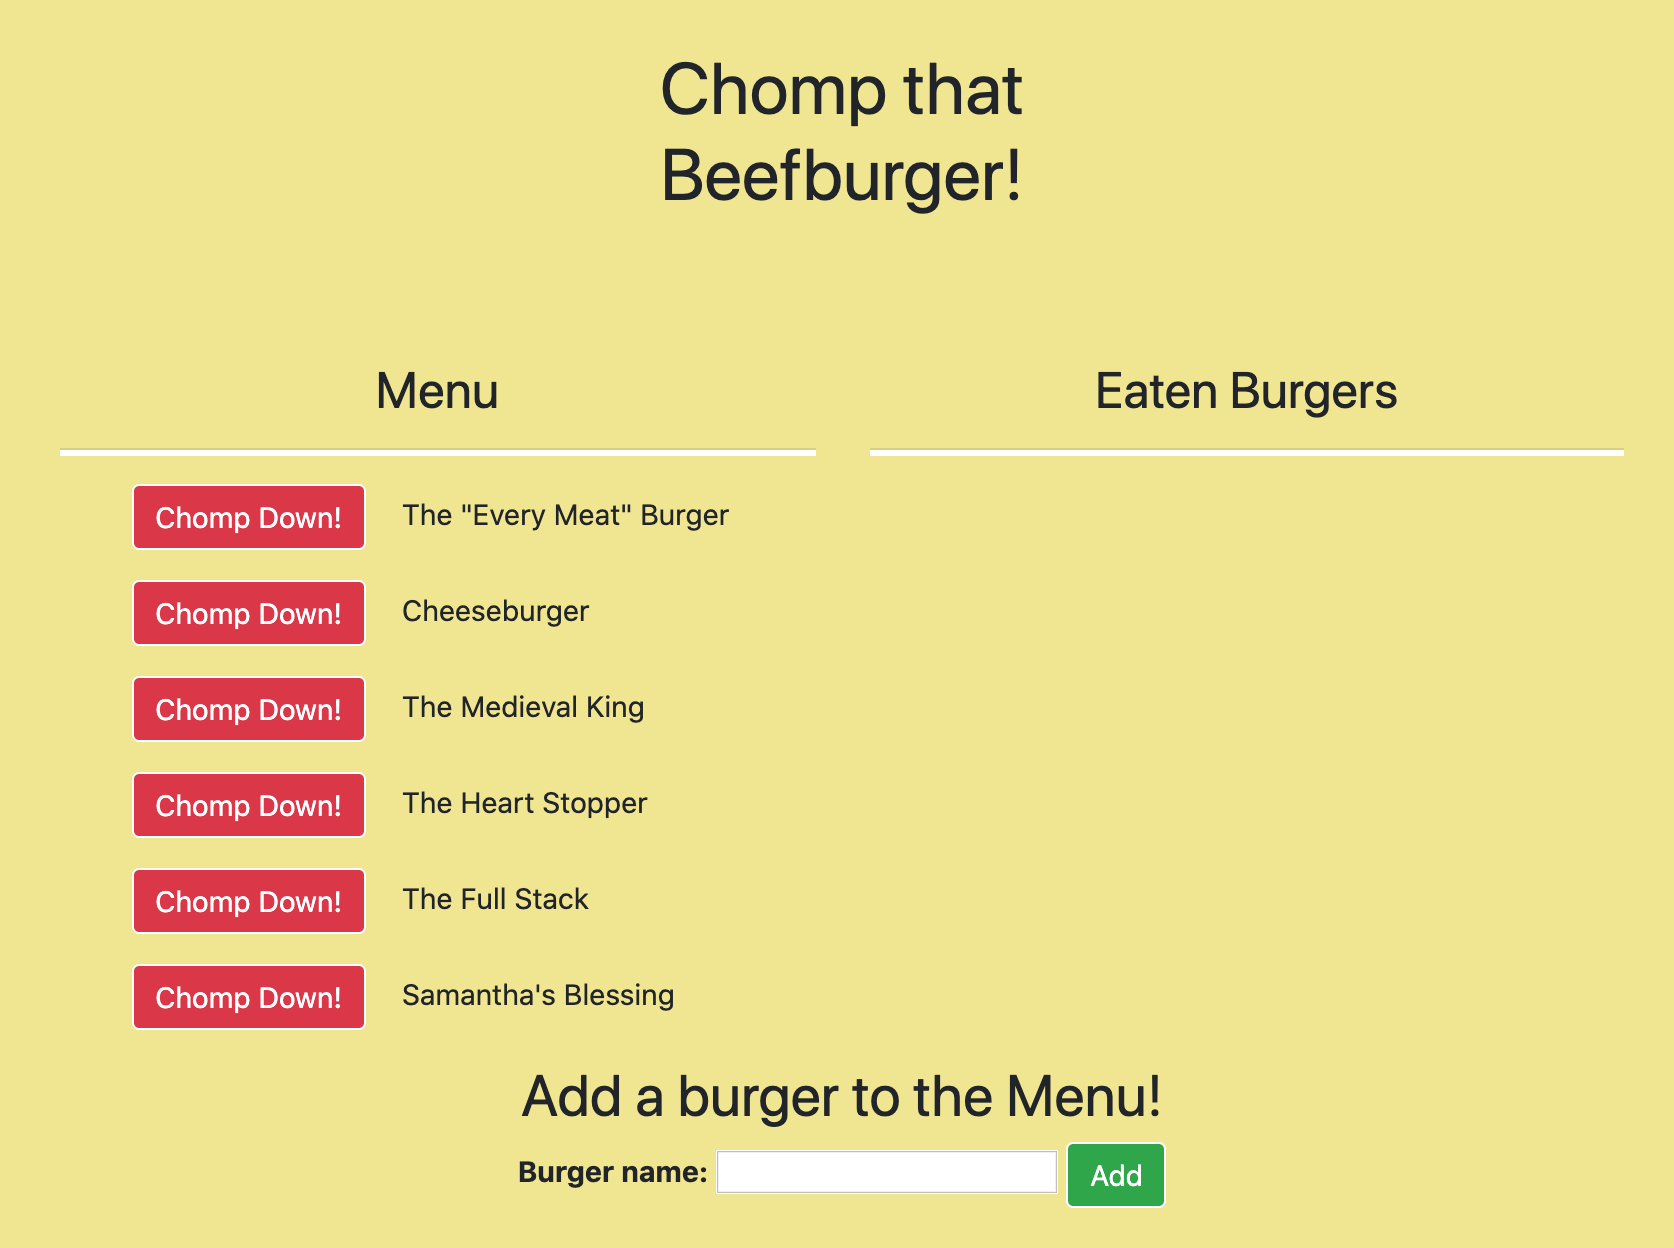 Chomp that
Beefburger!
Menu
Eaten Burgers
Chomp Down! The "Every Meat" Burger
Chomp Down! Cheeseburger
Chomp Down! The Medieval King
Chomp Down! The Heart Stopper
Chomp Down! The Full Stack
Chomp Down! Samantha's Blessing
Add a burger to the Menu!
Burger name: Add